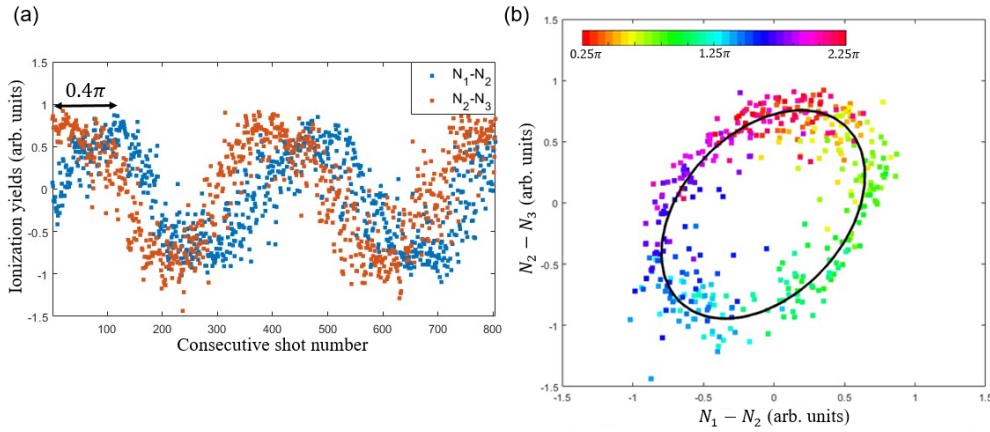 (a)
0.4π
N₁-N₂
N₂-N₃
Ionization yields (arb. units)
1.5
1
0.5
0
-0.5
-1
-1.5
100 200 300 400 500 600 700 800
Consecutive shot number
(b)
0.25π 1.25π 2.25π
N₂ − N₃ (arb. units)
1.5
1
0.5
0
-0.5
-1
-1.5
-1 -0.5 0 0.5 1 1.5
N₁ − N₂ (arb. units)